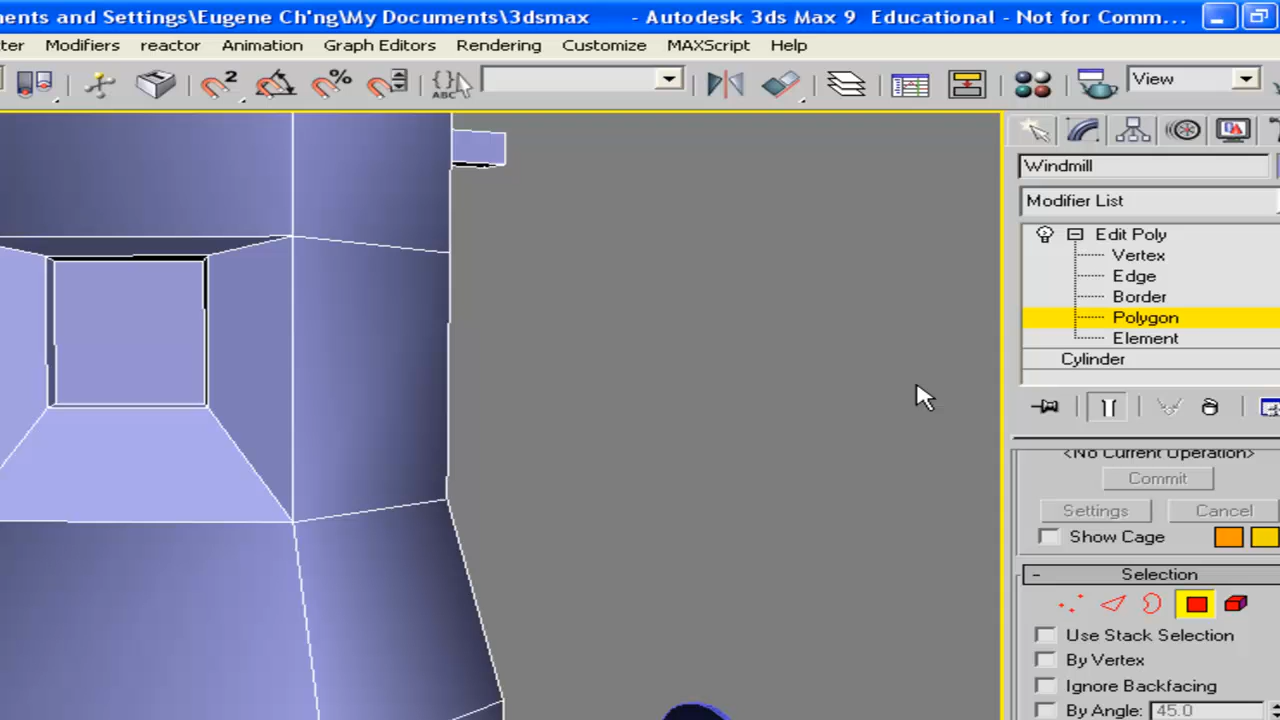 ents and Settings\Eugene Ch'ng\My Documents\3dsmax - Autodesk 3ds Max 9 Educational - Not for Comm...
ter Modifiers reactor Animation Graph Editors Rendering Customize MAXScript Help
2 % {} ABC View
Windmill
Modifier List
Edit Poly
Vertex
Edge
Border
Polygon
Element
Cylinder
<No Current Operation>
Commit
Settings Cancel
Show Cage
- Selection
Use Stack Selection
By Vertex
Ignore Backfacing
By Angle: 45.0